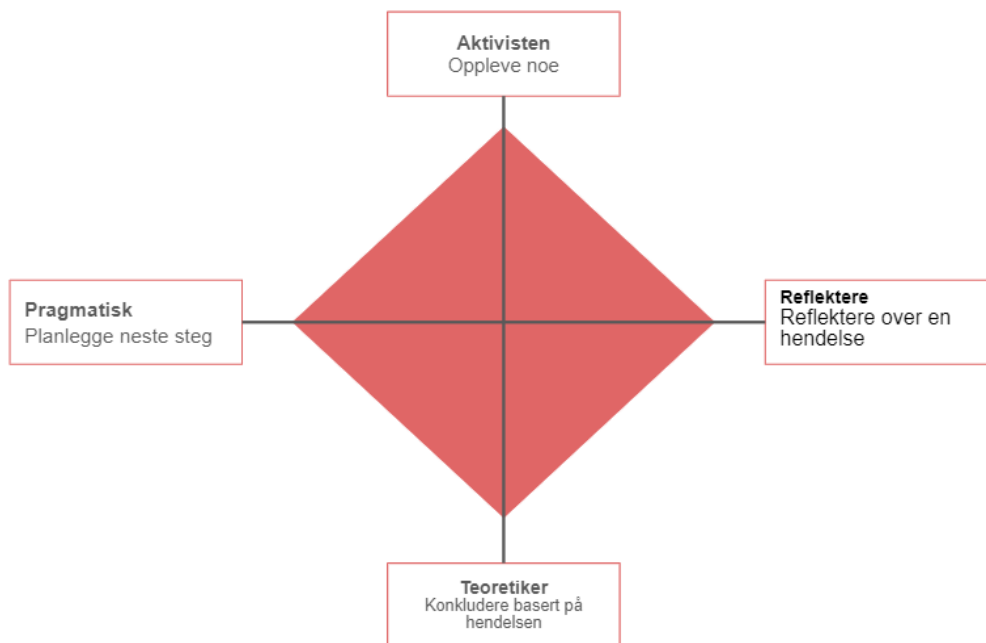 Aktivisten
Oppleve noe
Pragmatisk
Planlegge neste steg
Reflektere
Reflektere over en
hendelse
Teoretiker
Konkludere basert på
hendelsen